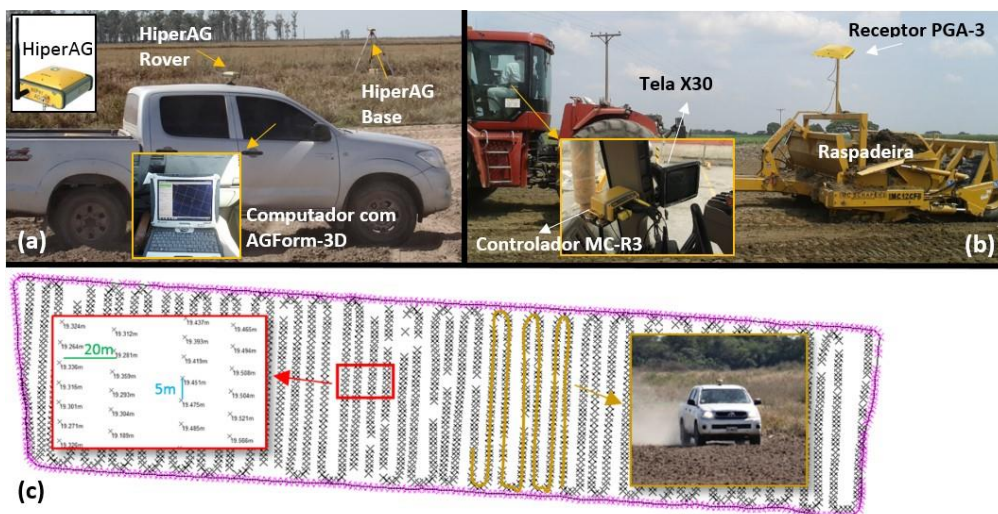 HiperAG
HiperAG
Rover
HiperAG
Base
Computador com
AGForm-3D
(a)
Receptor PGA-3
Tela X30
Raspadeira
Controlador MC-R3
(b)
19.324m
19.312m
19.437m
19.465m
19.264m
19.281m
19.393m
19.494m
20m
19.336m
19.359m
19.419m
19.508m
19.316m
19.293m
19.451m
19.504m
5m
19.301m
19.394m
19.475m
19.521m
19.271m
19.189m
19.485m
19.566m
(c)